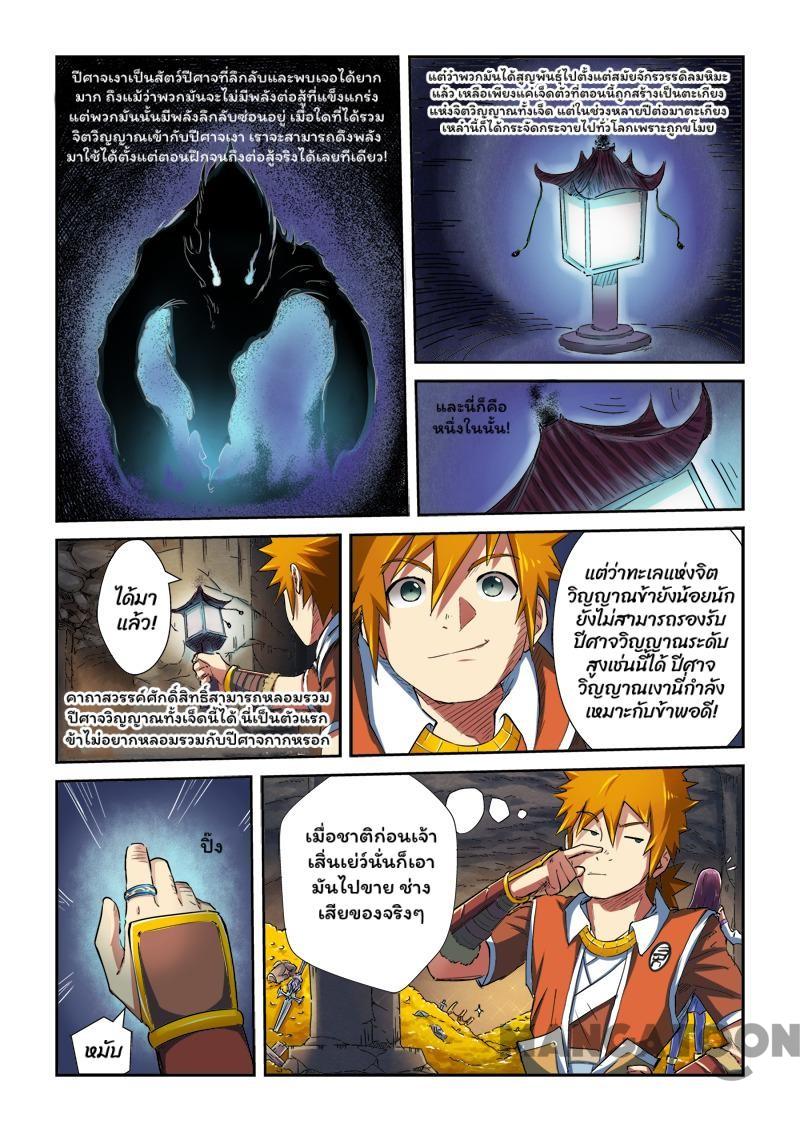 ปีศาจเงาเป็นสัตว์ปีศาจที่ลึกลับและพบเจอได้ยาก
มาก ถึงแม้ว่าพวกมันจะไม่มีพลังต่อสู้ที่แข็งแกร่ง
แต่พวกมันนั้นมีพลังลึกลับซ่อนอยู่ เมื่อใดที่ได้รวม
จิตวิญญาณเข้ากับปีศาจเงา เราจะสามารถดึงพลัง
มาใช้ได้ตั้งแต่ตอนฝึกจนถึงต่อสู้จริงได้เลยทีเดียว!
แต่ว่าพวกมันได้สูญพันธุ์ไปตั้งแต่สมัยจักรวรรดิลมหิมะ
แล้ว เหลือเพียงแค่เจ็ดตัวที่ตอนนี้ถูกสร้างเป็นตะเกียง
แห่งจิตวิญญาณทั้งเจ็ด แต่ในช่วงหลายปีต่อมาตะเกียง
เหล่านี้ก็ได้กระจัดกระจายไปทั่วโลกเพราะถูกขโมย
และนี่ก็คือ
หนึ่งในนั้น!
ได้มา
แล้ว!
คาถาสวรรค์ศักดิ์สิทธิ์สามารถหลอมรวม
ปีศาจวิญญาณทั้งเจ็ดนี้ได้ นี่เป็นตัวแรก
ข้าไม่อยากหลอมรวมกับปีศาจกากหรอก
แต่ว่าทะเลแห่งจิต
วิญญาณข้ายังน้อยนัก
ยังไม่สามารถรองรับ
ปีศาจวิญญาณระดับ
สูงเช่นนี้ได้ ปีศาจ
วิญญาณเงานี่กำลัง
เหมาะกับข้าพอดี!
ปิ๊ง
หมับ
เมื่อชาติก่อนเจ้า
เสิ่นเย่ว์นั่นก็เอา
มันไปขาย ช่าง
เสียของจริงๆ
MANGATOON